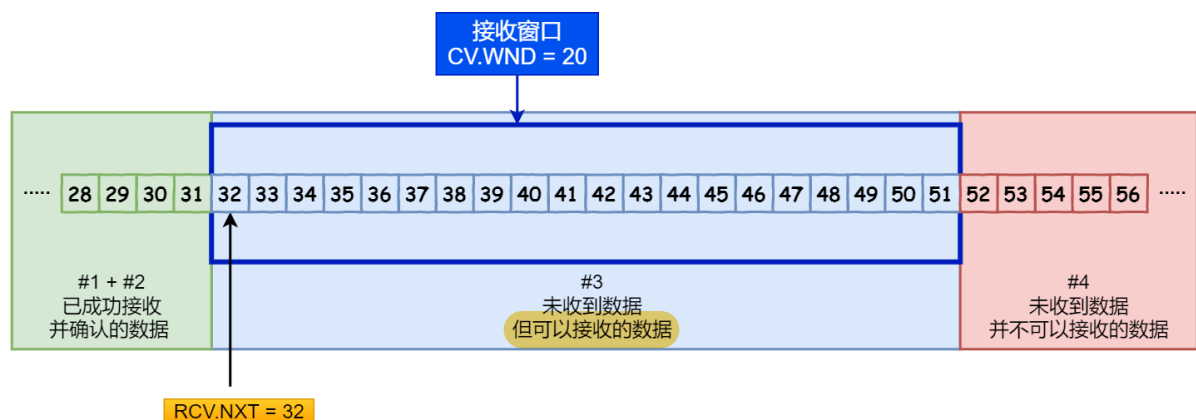 接收窗口
CV.WND = 20
..... 28 29 30 31 32 33 34 35 36 37 38 39 40 41 42 43 44 45 46 47 48 49 50 51 52 53 54 55 56 .....
#1 + #2
已成功接收
并确认的数据
#3
未收到数据
但可以接收的数据
#4
未收到数据
并不可以接收的数据
RCV.NXT = 32